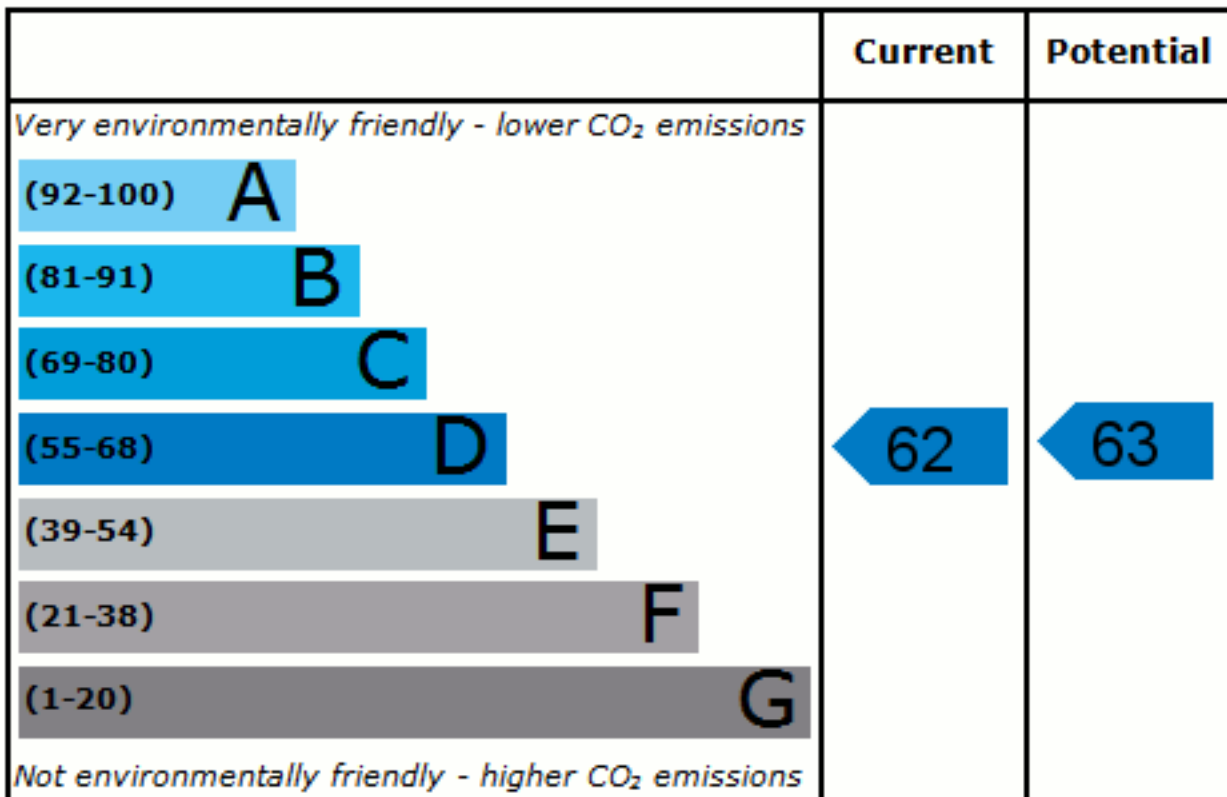 Current Potential
Very environmentally friendly - lower CO₂ emissions
(92-100) A
(81-91) B
(69-80) C
(55-68) D 62 63
(39-54) E
(21-38) F
(1-20) G
Not environmentally friendly - higher CO₂ emissions